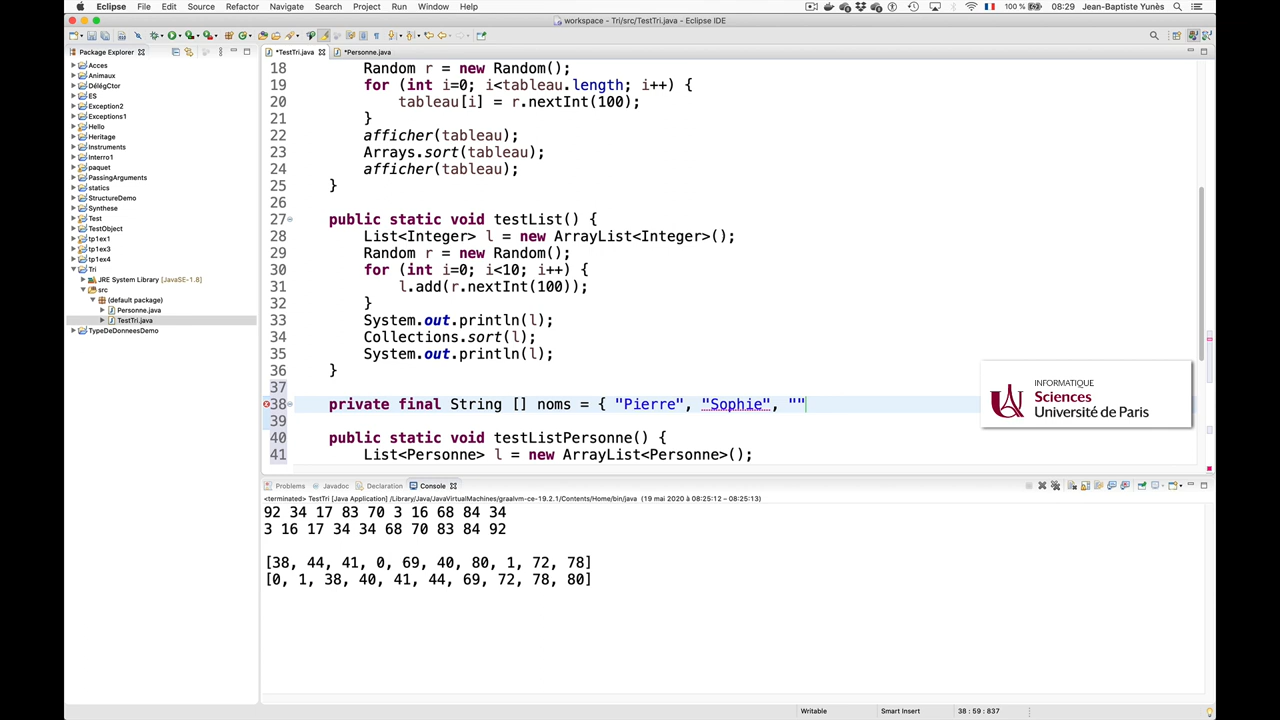 Eclipse File Edit Source Refactor Navigate Search Project Run Window Help 100 % 08:29 Jean-Baptiste Yunès
workspace - Tri/src/TestTri.java - Eclipse IDE
Package Explorer
*TestTri.java *Personne.java
Acces
Animaux
DélégCtor
ES
Exception2
Exceptions1
Hello
Heritage
Instruments
Interro1
paquet
PassingArguments
statics
StructureDemo
Synthese
Test
TestObject
tp1ex1
tp1ex3
tp1ex4
Tri
JRE System Library [JavaSE-1.8]
src
(default package)
Personne.java
TestTri.java
TypeDeDonneesDemo
18 Random r = new Random();
19 for (int i=0; i<tableau.length; i++) {
20 tableau[i] = r.nextInt(100);
21 }
22 afficher(tableau);
23 Arrays.sort(tableau);
24 afficher(tableau);
25 }
26
27 public static void testList() {
28 List<Integer> l = new ArrayList<Integer>();
29 Random r = new Random();
30 for (int i=0; i<10; i++) {
31 l.add(r.nextInt(100));
32 }
33 System.out.println(l);
34 Collections.sort(l);
35 System.out.println(l);
36 }
37
38 private final String [] noms = { "Pierre", "Sophie", ""
39
40 public static void testListPersonne() {
41 List<Personne> l = new ArrayList<Personne>();
INFORMATIQUE
Sciences
Université de Paris
Problems Javadoc Declaration Console
<terminated> TestTri [Java Application] /Library/Java/JavaVirtualMachines/graalvm-ce-19.2.1/Contents/Home/bin/java (19 mai 2020 à 08:25:12 – 08:25:13)
92 34 17 83 70 3 16 68 84 34
3 16 17 34 34 68 70 83 84 92
[38, 44, 41, 0, 69, 40, 80, 1, 72, 78]
[0, 1, 38, 40, 41, 44, 69, 72, 78, 80]
Writable Smart Insert 38 : 59 : 837